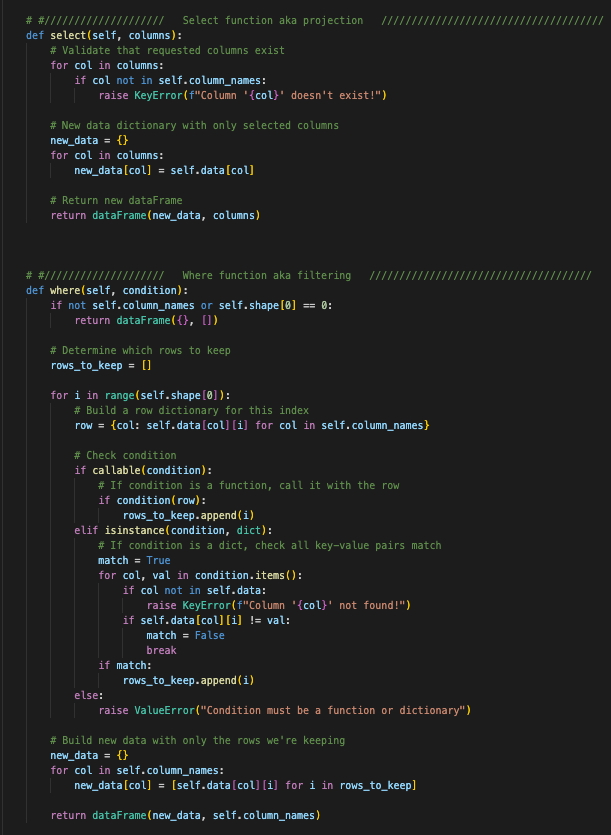 # #////////////////////   Select function aka projection   /////////////////////////////////////
def select(self, columns):
    # Validate that requested columns exist
    for col in columns:
        if col not in self.column_names:
            raise KeyError(f"Column '{col}' doesn't exist!")

    # New data dictionary with only selected columns
    new_data = {}
    for col in columns:
        new_data[col] = self.data[col]

    # Return new dataFrame
    return dataFrame(new_data, columns)

# #////////////////////   Where function aka filtering   /////////////////////////////////////
def where(self, condition):
    if not self.column_names or self.shape[0] == 0:
        return dataFrame({}, [])

    # Determine which rows to keep
    rows_to_keep = []

    for i in range(self.shape[0]):
        # Build a row dictionary for this index
        row = {col: self.data[col][i] for col in self.column_names}

        # Check condition
        if callable(condition):
            # If condition is a function, call it with the row
            if condition(row):
                rows_to_keep.append(i)
        elif isinstance(condition, dict):
            # If condition is a dict, check all key-value pairs match
            match = True
            for col, val in condition.items():
                if col not in self.data:
                    raise KeyError(f"Column '{col}' not found!")
                if self.data[col][i] != val:
                    match = False
                    break
            if match:
                rows_to_keep.append(i)
        else:
            raise ValueError("Condition must be a function or dictionary")

    # Build new data with only the rows we're keeping
    new_data = {}
    for col in self.column_names:
        new_data[col] = [self.data[col][i] for i in rows_to_keep]

    return dataFrame(new_data, self.column_names)